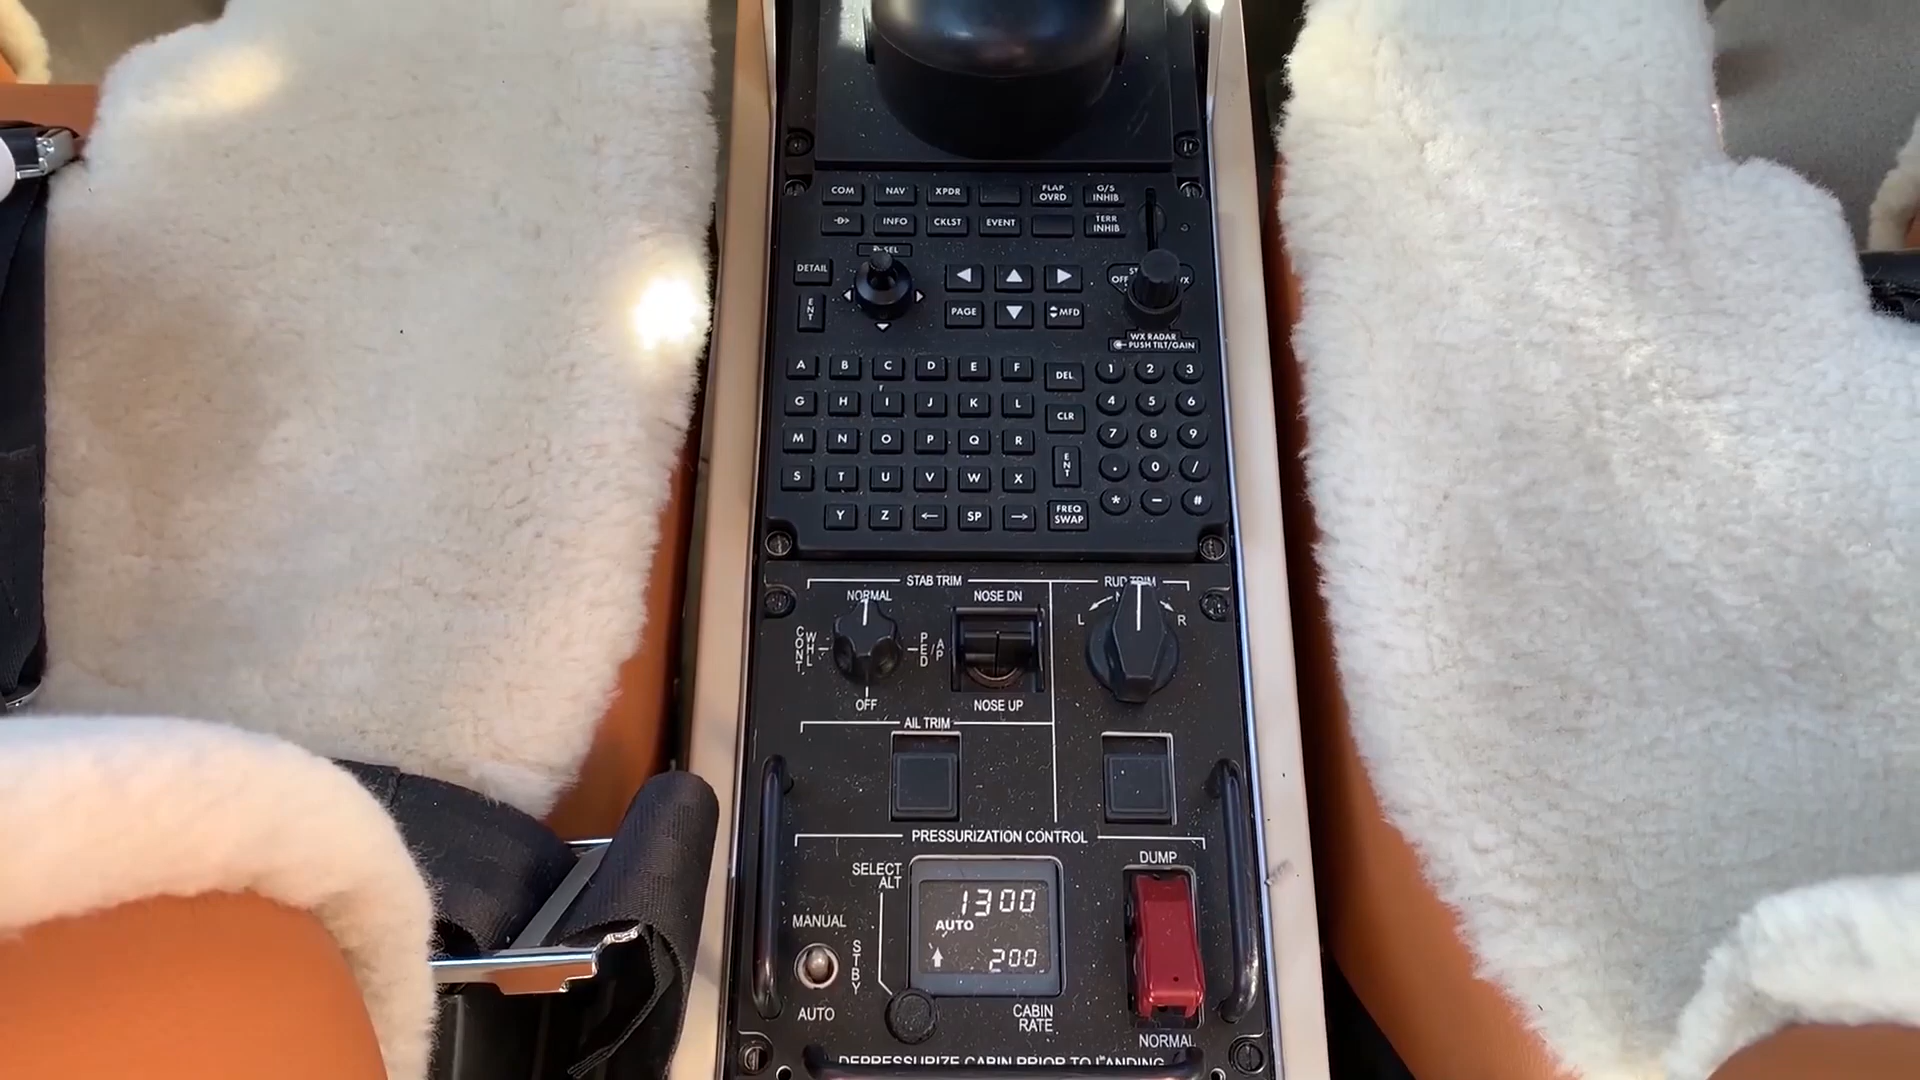 COM NAV XPDR FLAP OVRD G/S INHIB
D INFO CKLST EVENT TERR INHIB
SEL
DETAIL
ENT
PAGE MFD
OFF
WX RADAR
PUSH TILT/GAIN
A B C D E F DEL 1 2 3
G H I J K L CLR 4 5 6
M N O P Q R ENT 7 8 9
S T U V W X . 0 /
Y Z ← SP → FREQ SWAP * – #
STAB TRIM RUD TRIM
NORMAL NOSE DN
L R
CONT WHL PED/AP
OFF NOSE UP
AIL TRIM
PRESSURIZATION CONTROL
SELECT ALT DUMP
1300
MANUAL AUTO
STBY 200
AUTO CABIN RATE
NORMAL
DEPRESSURIZE CABIN PRIOR TO LANDING